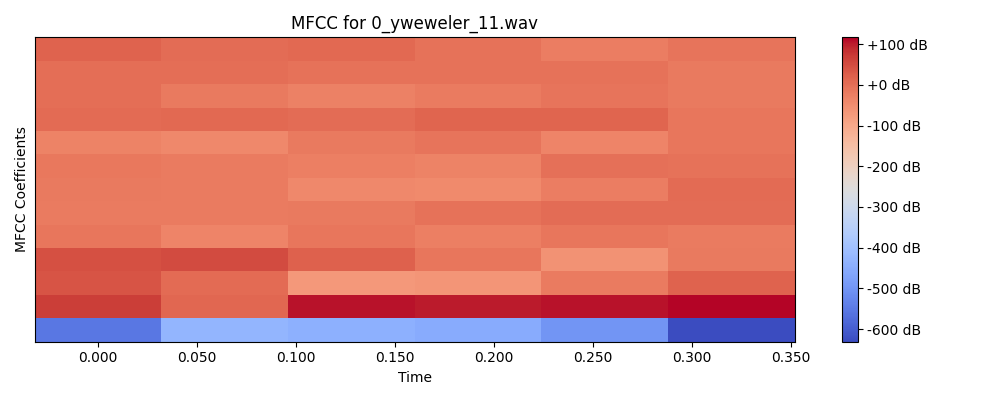 MFCC for 0_yweweler_11.wav
MFCC Coefficients
0.000 0.050 0.100 0.150 0.200 0.250 0.300 0.350
Time
+100 dB
+0 dB
-100 dB
-200 dB
-300 dB
-400 dB
-500 dB
-600 dB